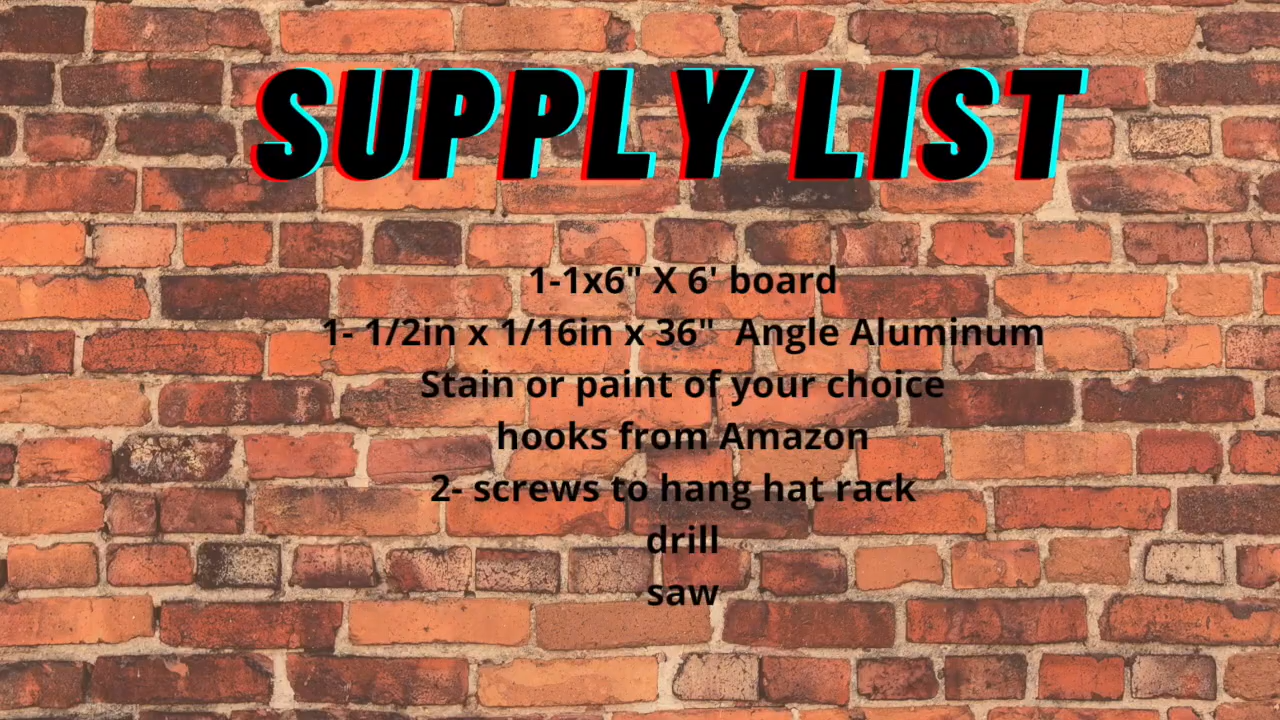 SUPPLY LIST
1-1x6" X 6' board
1- 1/2in x 1/16in x 36" Angle Aluminum
Stain or paint of your choice
hooks from Amazon
2- screws to hang hat rack
drill
saw